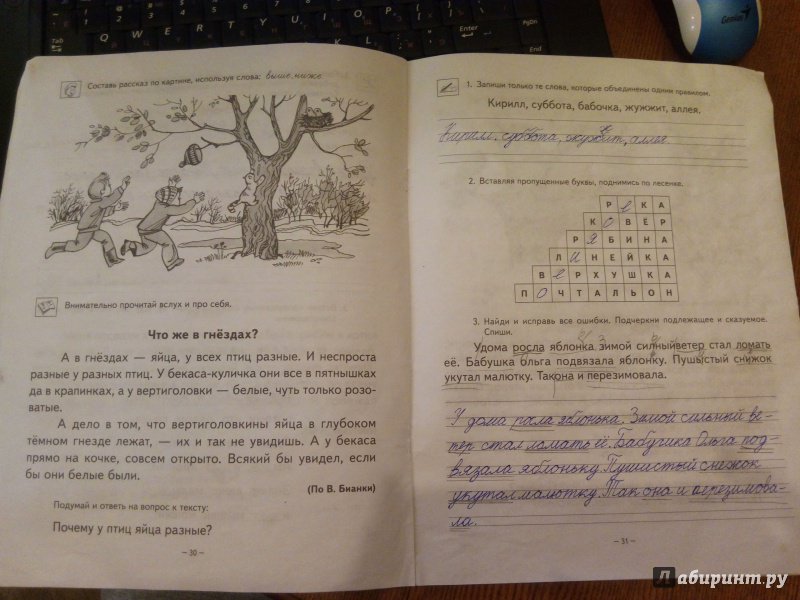 Составь рассказ по картине, используя слова: выше, ниже.
Внимательно прочитай вслух и про себя.
Что же в гнёздах?
А в гнёздах — яйца, у всех птиц разные. И неспроста
разные у разных птиц. У бекаса-куличка они все в пятнышках
да в крапинках, а у вертиголовки — белые, чуть только розо-
ватые.
А дело в том, что вертиголовкины яйца в глубоком
тёмном гнезде лежат, — их и так не увидишь. А у бекаса
прямо на кочке, совсем открыто. Всякий бы увидел, если
бы они белые были.
(По В. Бианки)
Подумай и ответь на вопрос к тексту:
Почему у птиц яйца разные?
– 30 –
1. Запиши только те слова, которые объединены одним правилом.
Кирилл, суббота, бабочка, жужжит, аллея.
Кирилл, суббота, жужжит, аллея.
2. Вставляя пропущенные буквы, поднимись по лесенке.
Р е К А
К о В Ё Р
Р я Б И Н А
Л и Н Е Й К А
В е Р Х У Ш К А
П о Ч Т А Л Ь О Н
3. Найди и исправь все ошибки. Подчеркни подлежащее и сказуемое.
Спиши.
Удома росла яблонка зимой силныйветер стал ломать
её. Бабушка ольга подвязала яблонку. Пушыстый снижок
укутал малютку. Такона и перезимовала.
У дома росла яблонька. Зимой сильный ве-
тер стал ломать её. Бабушка Ольга под-
вязала яблоньку. Пушистый снежок
укутал малютку. Так она и перезимова-
ла.
– 31 –
Genius
Enter
Лабиринт.ру